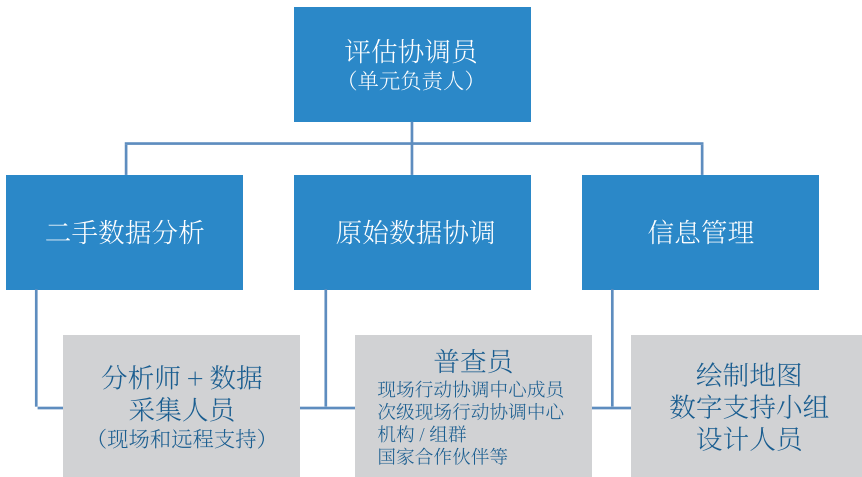 评估协调员
（单元负责人）
二手数据分析
原始数据协调
信息管理
分析师 + 数据
采集人员
（现场和远程支持）
普查员
现场行动协调中心成员
次级现场行动协调中心
机构 / 组群
国家合作伙伴等
绘制地图
数字支持小组
设计人员